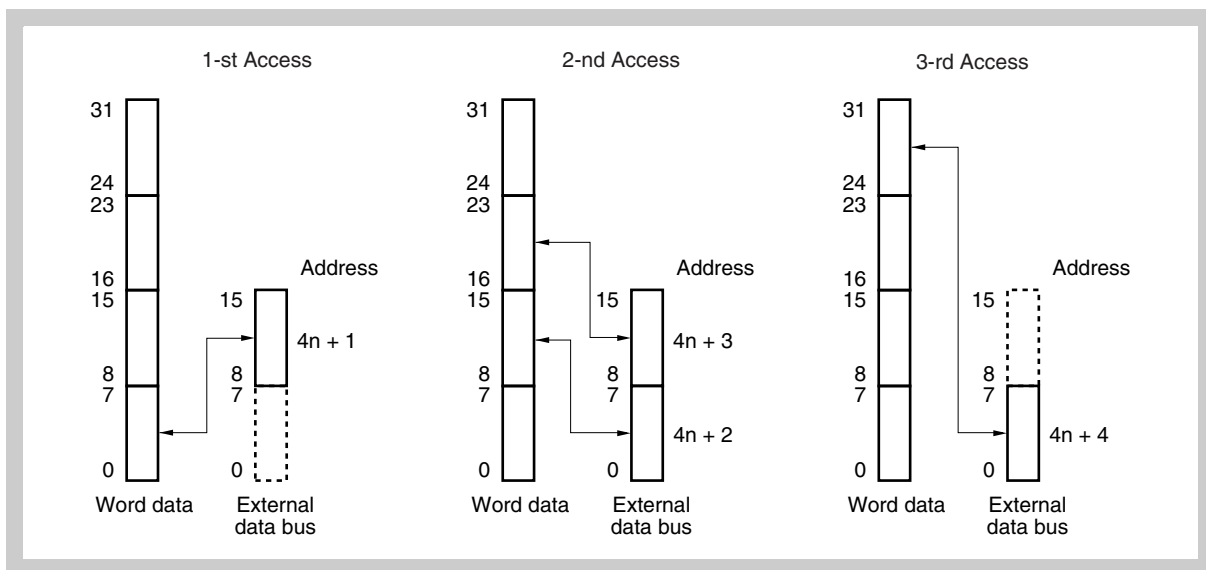 1-st Access
31
24
23
16
15
8
7
0
Word data
Address
15
8
7
0
4n + 1
External
data bus
2-nd Access
31
24
23
16
15
8
7
0
Word data
Address
15
8
7
0
4n + 3
4n + 2
External
data bus
3-rd Access
31
24
23
16
15
8
7
0
Word data
Address
15
8
7
0
4n + 4
External
data bus